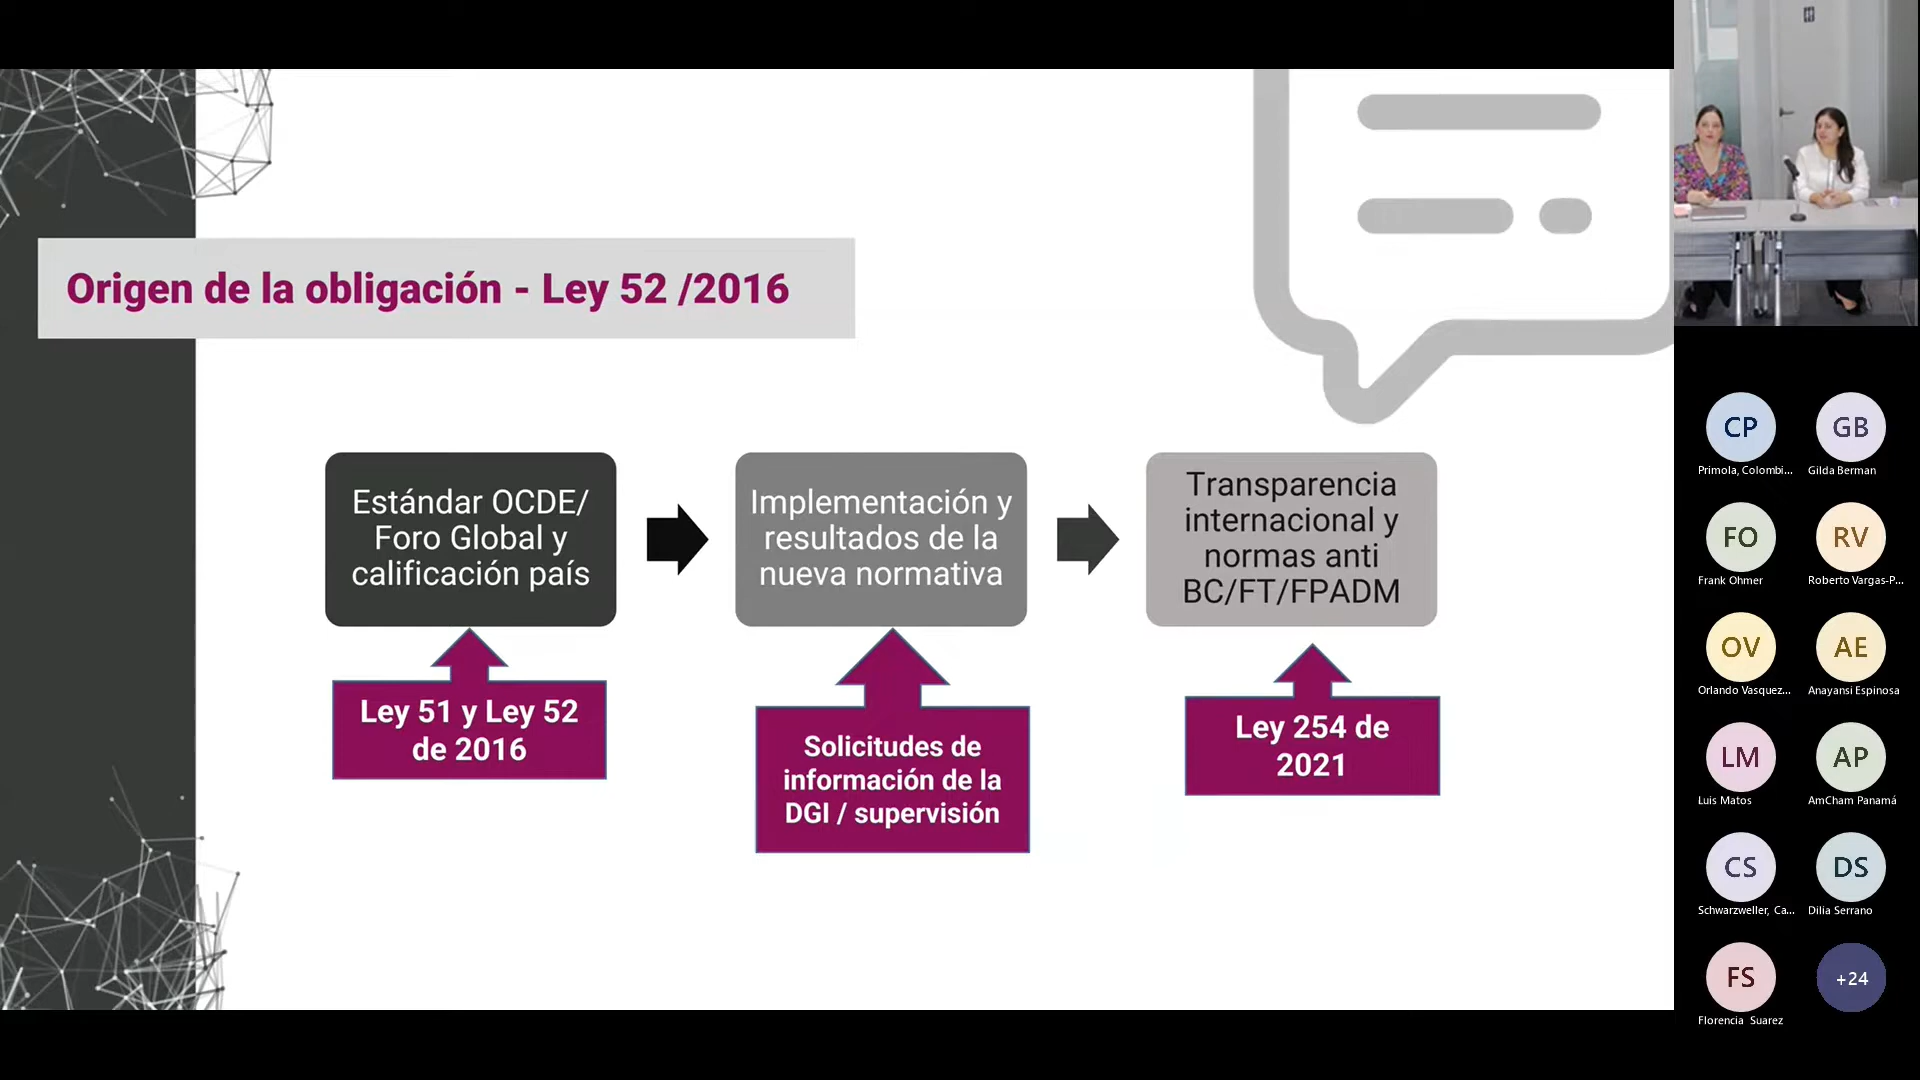 Origen de la obligación - Ley 52 /2016
Estándar OCDE/
Foro Global y
calificación país
Implementación y
resultados de la
nueva normativa
Transparencia
internacional y
normas anti
BC/FT/FPADM
Ley 51 y Ley 52
de 2016
Solicitudes de
información de la
DGI / supervisión
Ley 254 de
2021
CP
Primola, Colombi...
GB
Gilda Berman
FO
Frank Ohmer
RV
Roberto Vargas-P...
OV
Orlando Vasquez...
AE
Anayansi Espinosa
LM
Luis Matos
AP
AmCham Panamá
CS
Schwarzweller, Ca...
DS
Dilia Serrano
FS
Florencia Suarez
+24